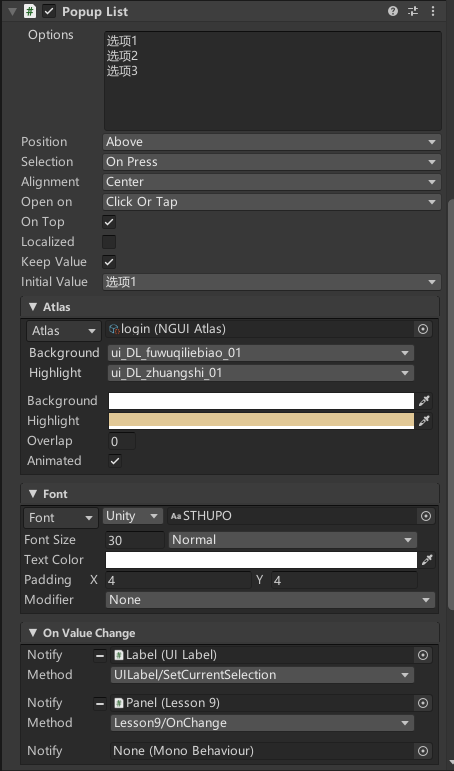 Popup List
Options
选项1
选项2
选项3
Position Above
Selection On Press
Alignment Center
Open on Click Or Tap
On Top
Localized
Keep Value
Initial Value 选项1
Atlas
Atlas login (NGUI Atlas)
Background ui_DL_fuwuqiliebiao_01
Highlight ui_DL_zhuangshi_01
Background
Highlight
Overlap 0
Animated
Font
Font Unity Aa STHUPO
Font Size 30 Normal
Text Color
Padding X 4 Y 4
Modifier None
On Value Change
Notify Label (UI Label)
Method UILabel/SetCurrentSelection
Notify Panel (Lesson 9)
Method Lesson9/OnChange
Notify None (Mono Behaviour)